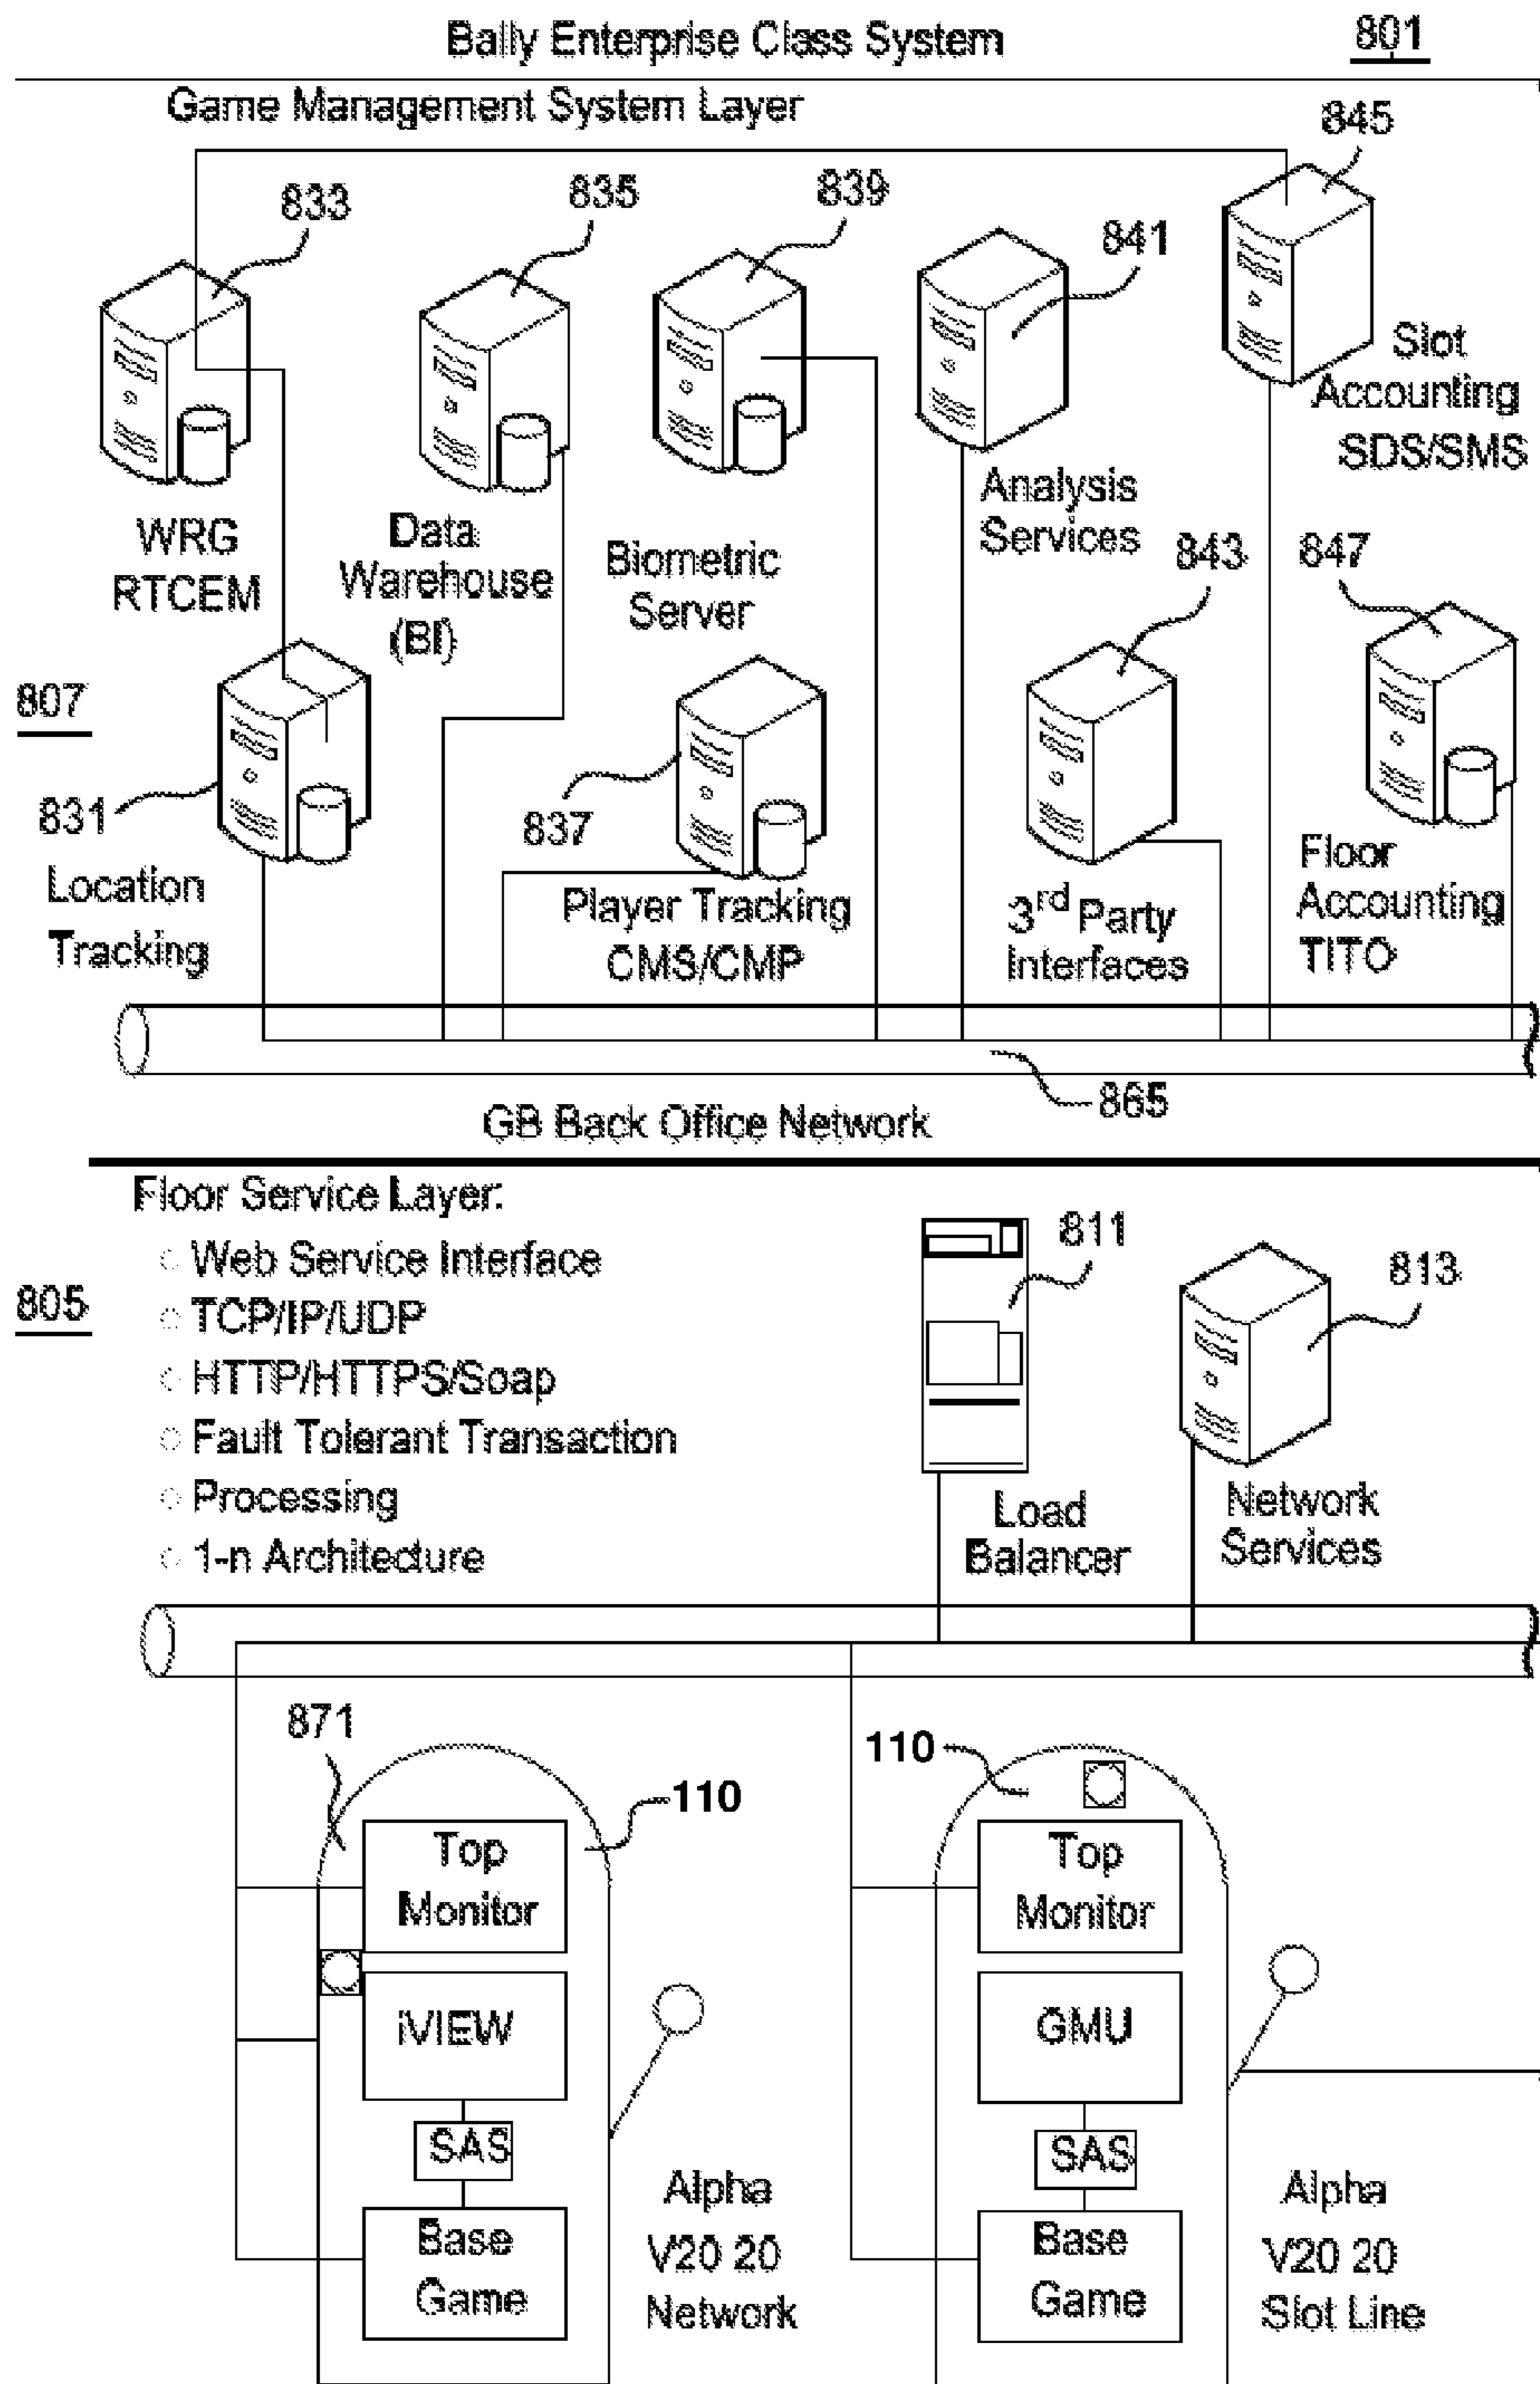 Bally Enterprise Class System
801
Game Management System Layer
845
833
835
839
841
Slot
Accounting
SDS/SMS
WRG
RTCEM
Data
Warehouse
(BI)
Biometric
Server
Analysis
Services
843
847
807
831
Location
Tracking
837
Player Tracking
CMS/CMP
3rd Party
Interfaces
Floor
Accounting
TITO
865
GB Back Office Network
Floor Service Layer:
805
○ Web Service Interface
○ TCP/IP/UDP
○ HTTP/HTTPS/Soap
○ Fault Tolerant Transaction
○ Processing
○ 1-n Architecture
811
813
Load
Balancer
Network
Services
871
110
Top
Monitor
iVIEW
SAS
Base
Game
Alpha
V20 20
Network
110
Top
Monitor
GMU
SAS
Base
Game
Alpha
V20 20
Slot Line